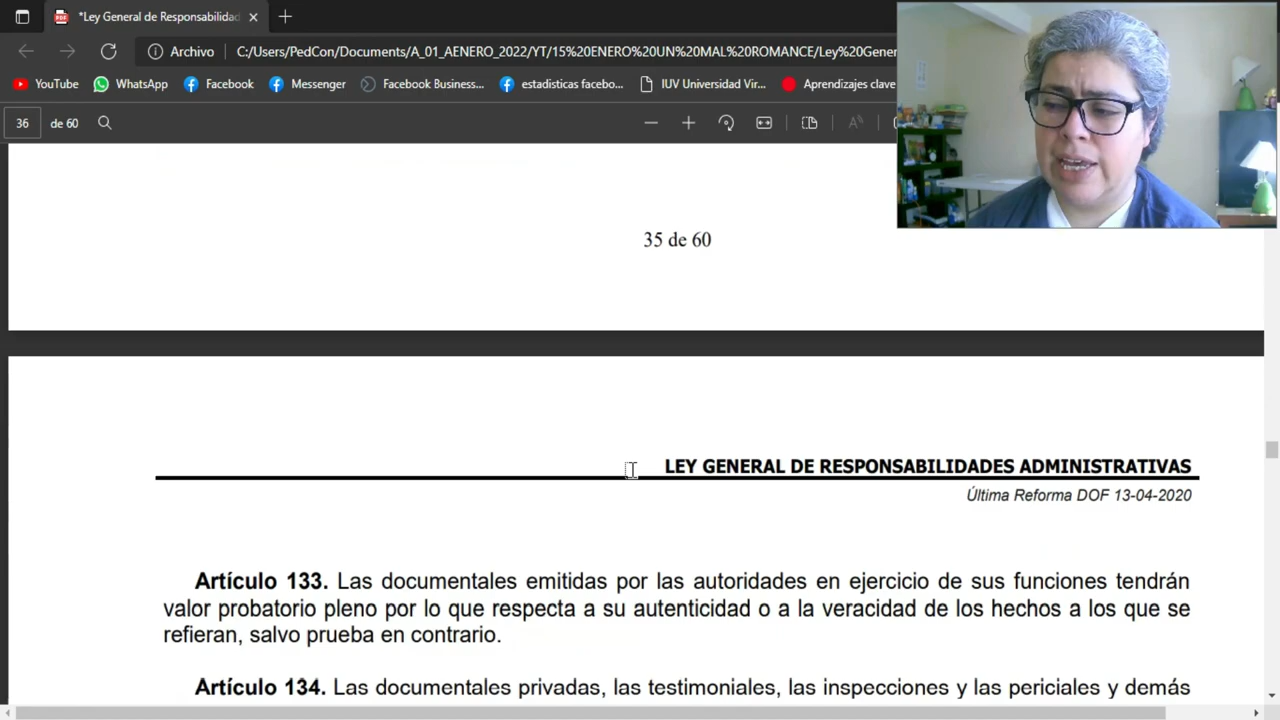 *Ley General de Responsabilidad
Archivo C:/Users/PedCon/Documents/A_01_AENERO_2022/YT/15%20ENERO%20UN%20MAL%20ROMANCE/Ley%20Gener
YouTube WhatsApp Facebook Messenger Facebook Business... estadisticas facebo... IUV Universidad Vir... Aprendizajes clave
36 de 60
35 de 60
LEY GENERAL DE RESPONSABILIDADES ADMINISTRATIVAS
Última Reforma DOF 13-04-2020
Artículo 133. Las documentales emitidas por las autoridades en ejercicio de sus funciones tendrán
valor probatorio pleno por lo que respecta a su autenticidad o a la veracidad de los hechos a los que se
refieran, salvo prueba en contrario.
Artículo 134. Las documentales privadas, las testimoniales, las inspecciones y las periciales y demás